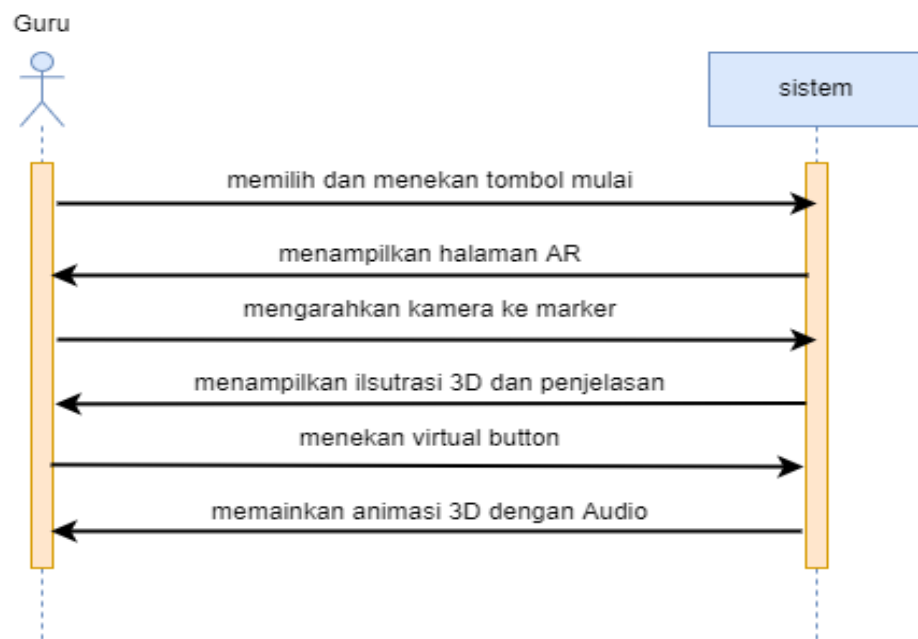 Guru
sistem
memilih dan menekan tombol mulai
menampilkan halaman AR
mengarahkan kamera ke marker
menampilkan ilsutrasi 3D dan penjelasan
menekan virtual button
memainkan animasi 3D dengan Audio